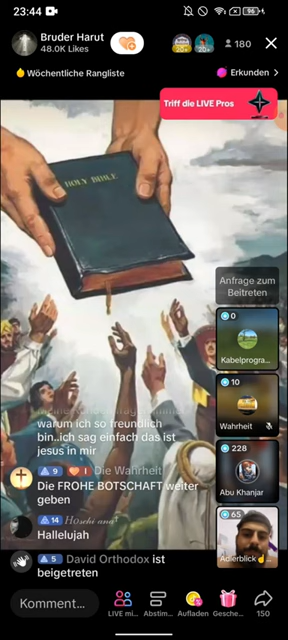 23:44
96
Bruder Harut
48.0K Likes
50+
20+
180
Wöchentliche Rangliste
Erkunden
Triff die LIVE Pros
HOLY BIBLE
Anfrage zum
Beitreten
0
Kabelprogra...
10
Wahrheit
228
Abu Khanjar
65
Adlerblick
warum ich so freundlich
bin..ich sag einfach das ist
jesus in mir
9 I Die Wahrheit
Die FROHE BOTSCHAFT weiter
geben
14
Hallelujah
5 David Orthodox ist
beigetreten
Komment...
LIVE mi...
Abstim...
Aufladen
Gesche...
150